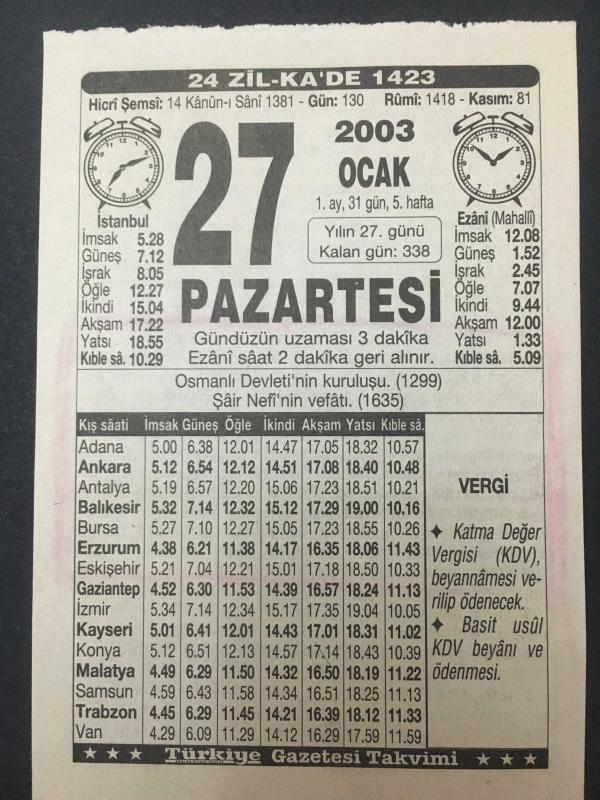 24 ZİL-KA'DE 1423
Hicrî Şemsî: 14 Kânûn-ı Sânî 1381 - Gün: 130 Rûmî: 1418 - Kasım: 81
27
2003
OCAK
1. ay, 31 gün, 5. hafta
Yılın 27. günü
Kalan gün: 338
PAZARTESİ
Gündüzün uzaması 3 dakîka
Ezânî sâat 2 dakîka geri alınır.
İstanbul
İmsak 5.28
Güneş 7.12
İşrak 8.05
Öğle 12.27
İkindi 15.04
Akşam 17.22
Yatsı 18.55
Kıble sâ. 10.29
Ezânî (Mahallî)
İmsak 12.08
Güneş 1.52
İşrak 2.45
Öğle 7.07
İkindi 9.44
Akşam 12.00
Yatsı 1.33
Kıble sâ. 5.09
Osmanlı Devleti'nin kuruluşu. (1299)
Şâir Nefî'nin vefâtı. (1635)
Kış sâati İmsak Güneş Öğle İkindi Akşam Yatsı Kıble sâ.
Adana 5.00 6.38 12.01 14.47 17.05 18.32 10.57
Ankara 5.12 6.54 12.12 14.51 17.08 18.40 10.48
Antalya 5.19 6.57 12.20 15.06 17.23 18.51 10.21
Balıkesir 5.32 7.14 12.32 15.12 17.29 19.00 10.16
Bursa 5.27 7.10 12.27 15.05 17.23 18.55 10.26
Erzurum 4.38 6.21 11.38 14.17 16.35 18.06 11.43
Eskişehir 5.21 7.04 12.21 15.01 17.18 18.50 10.33
Gaziantep 4.52 6.30 11.53 14.39 16.57 18.24 11.13
İzmir 5.34 7.14 12.34 15.17 17.35 19.04 10.05
Kayseri 5.01 6.41 12.01 14.43 17.01 18.31 11.02
Konya 5.12 6.51 12.13 14.57 17.14 18.43 10.39
Malatya 4.49 6.29 11.50 14.32 16.50 18.19 11.22
Samsun 4.59 6.43 11.58 14.34 16.51 18.25 11.13
Trabzon 4.45 6.29 11.45 14.21 16.39 18.12 11.33
Van 4.29 6.09 11.29 14.12 16.29 17.59 11.59
VERGİ
✦ Katma Değer
Vergisi (KDV),
beyannâmesi ve-
rilip ödenecek.
✦ Basit usûl
KDV beyânı ve
ödenmesi.
★ ★ ★ Türkiye Gazetesi Takvimi ★ ★ ★